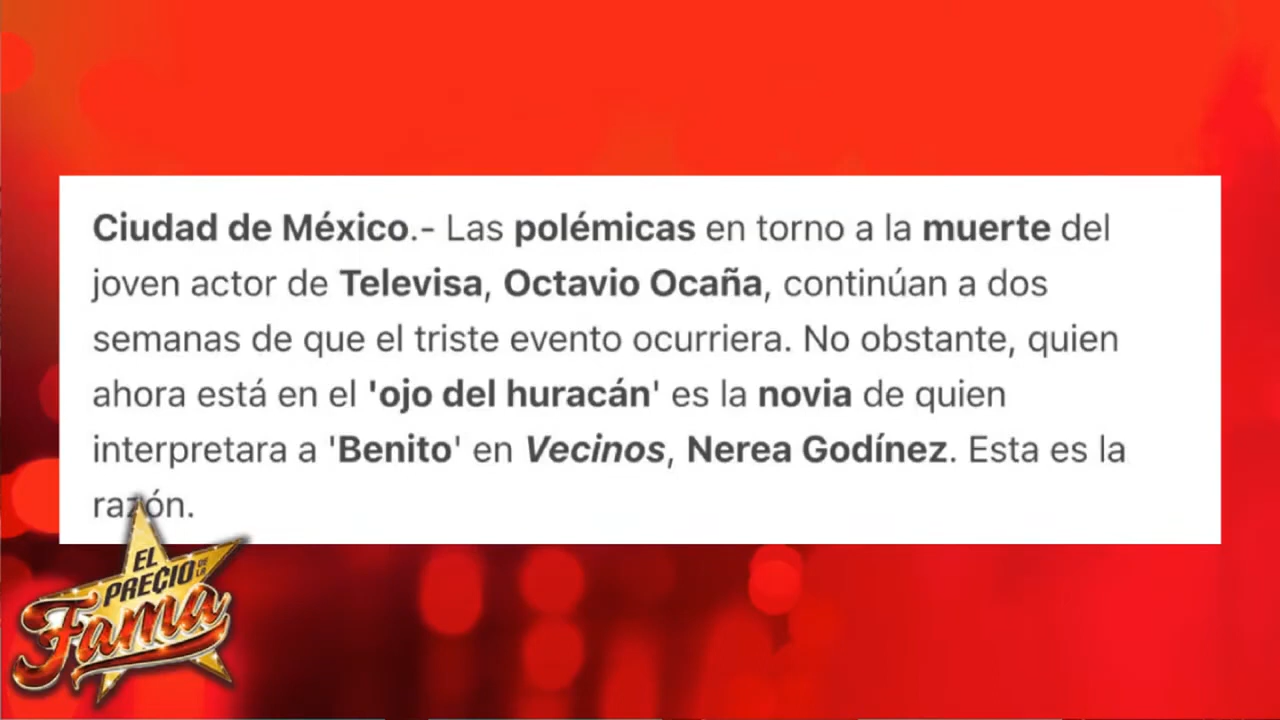 Ciudad de México.- Las polémicas en torno a la muerte del
joven actor de Televisa, Octavio Ocaña, continúan a dos
semanas de que el triste evento ocurriera. No obstante, quien
ahora está en el 'ojo del huracán' es la novia de quien
interpretara a 'Benito' en Vecinos, Nerea Godínez. Esta es la
razón.
EL
PRECIO DE LA
Fama